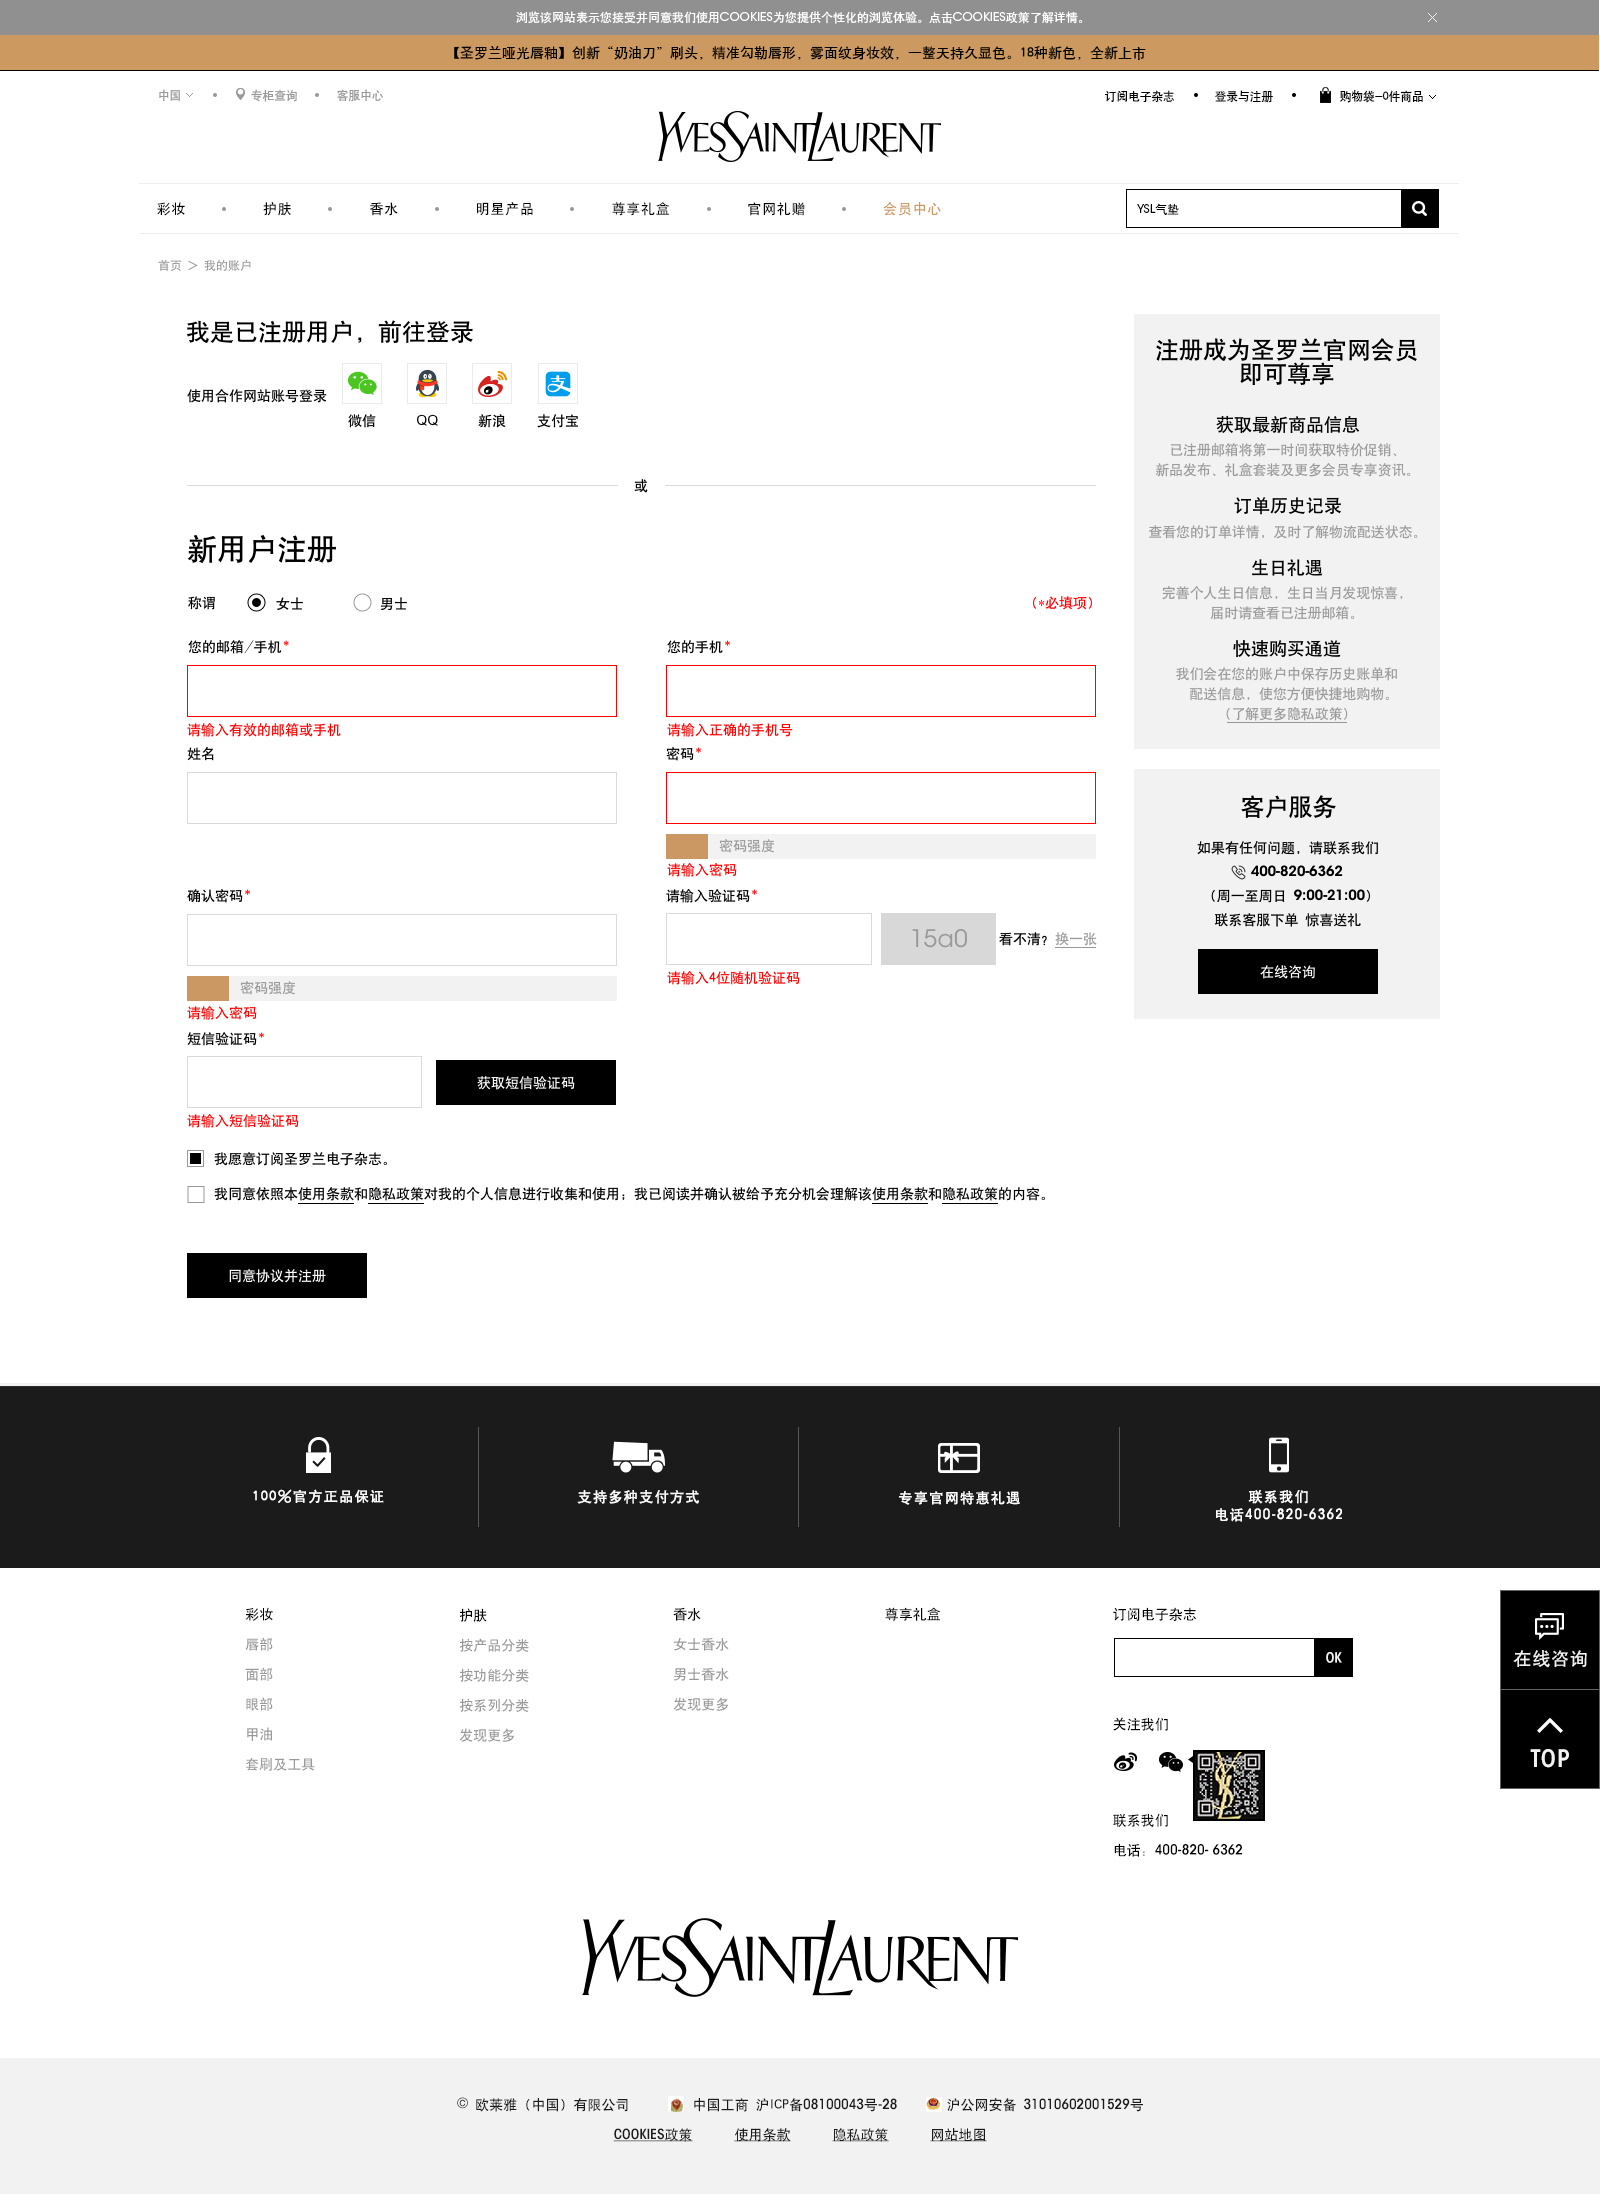 浏览该网站表示您接受并同意我们使用COOKIES为您提供个性化的浏览体验。点击COOKIES政策了解详情。
【圣罗兰哑光唇釉】创新“奶油刀”刷头，精准勾勒唇形，雾面纹身妆效，一整天持久显色。18种新色，全新上市
中国 • 专柜查询 • 客服中心
订阅电子杂志 • 登录与注册 • 购物袋—0件商品
YVESSAINTLAURENT
彩妆 • 护肤 • 香水 • 明星产品 • 尊享礼盒 • 官网礼赠 • 会员中心
YSL气垫
首页 > 我的账户
我是已注册用户，前往登录
使用合作网站账号登录
微信 QQ 新浪 支付宝
支
或
新用户注册
称谓 女士 男士
（*必填项）
您的邮箱/手机*
您的手机*
请输入有效的邮箱或手机
请输入正确的手机号
姓名
密码*
密码强度
请输入密码
确认密码*
请输入验证码*
15a0 看不清？ 换一张
密码强度
请输入4位随机验证码
请输入密码
短信验证码*
获取短信验证码
请输入短信验证码
我愿意订阅圣罗兰电子杂志。
我同意依照本使用条款和隐私政策对我的个人信息进行收集和使用；我已阅读并确认被给予充分机会理解该使用条款和隐私政策的内容。
同意协议并注册
注册成为圣罗兰官网会员
即可尊享
获取最新商品信息
已注册邮箱将第一时间获取特价促销、
新品发布、礼盒套装及更多会员专享资讯。
订单历史记录
查看您的订单详情，及时了解物流配送状态。
生日礼遇
完善个人生日信息，生日当月发现惊喜，
届时请查看已注册邮箱。
快速购买通道
我们会在您的账户中保存历史账单和
配送信息，使您方便快捷地购物。
（了解更多隐私政策）
客户服务
如果有任何问题，请联系我们
400-820-6362
（周一至周日 9:00-21:00）
联系客服下单 惊喜送礼
在线咨询
100%官方正品保证
支持多种支付方式
专享官网特惠礼遇
联系我们
电话400-820-6362
彩妆
唇部
面部
眼部
甲油
套刷及工具
护肤
按产品分类
按功能分类
按系列分类
发现更多
香水
女士香水
男士香水
发现更多
尊享礼盒
订阅电子杂志
OK
关注我们
联系我们
电话：400-820- 6362
在线咨询
TOP
YVESSAINTLAURENT
© 欧莱雅（中国）有限公司 中国工商 沪ICP备08100043号-28 沪公网安备 31010602001529号
COOKIES政策 使用条款 隐私政策 网站地图